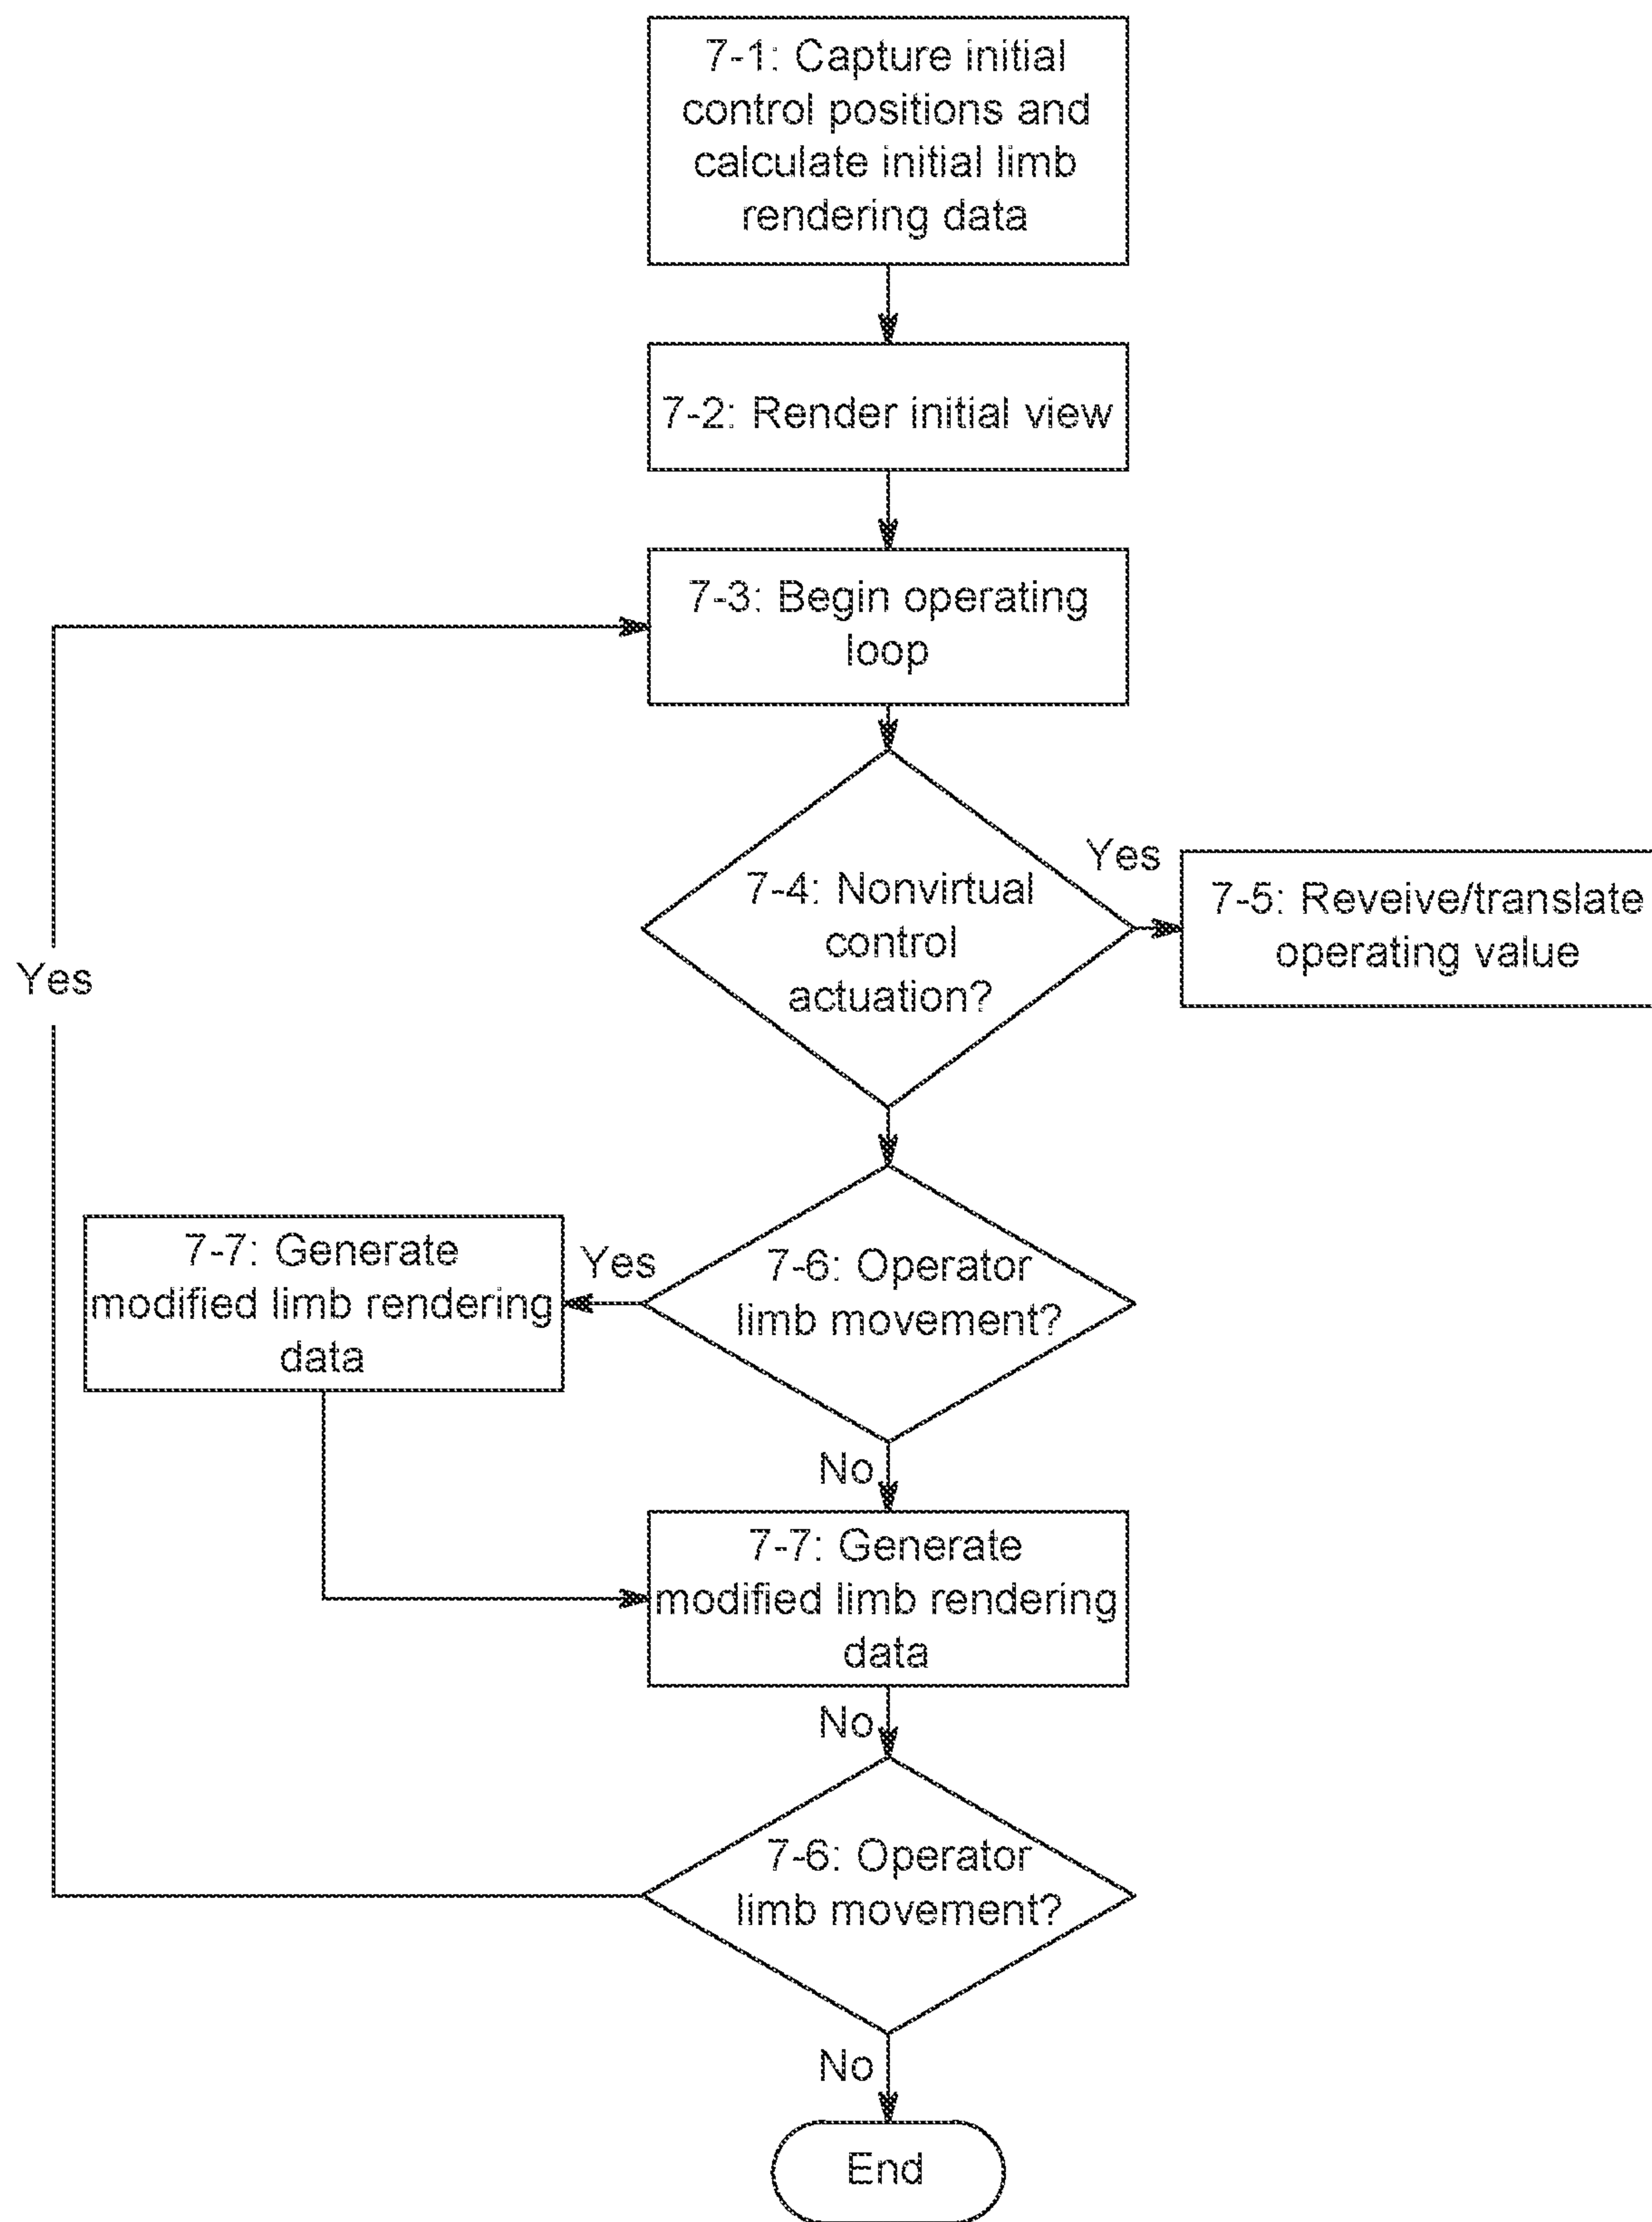 7-1: Capture initial
control positions and
calculate initial limb
rendering data
7-2: Render initial view
7-3: Begin operating
loop
Yes
7-4: Nonvirtual
control
actuation?
Yes
7-5: Reveive/translate
operating value
7-6: Operator
limb movement?
Yes
7-7: Generate
modified limb rendering
data
No
7-7: Generate
modified limb rendering
data
No
7-6: Operator
limb movement?
No
End